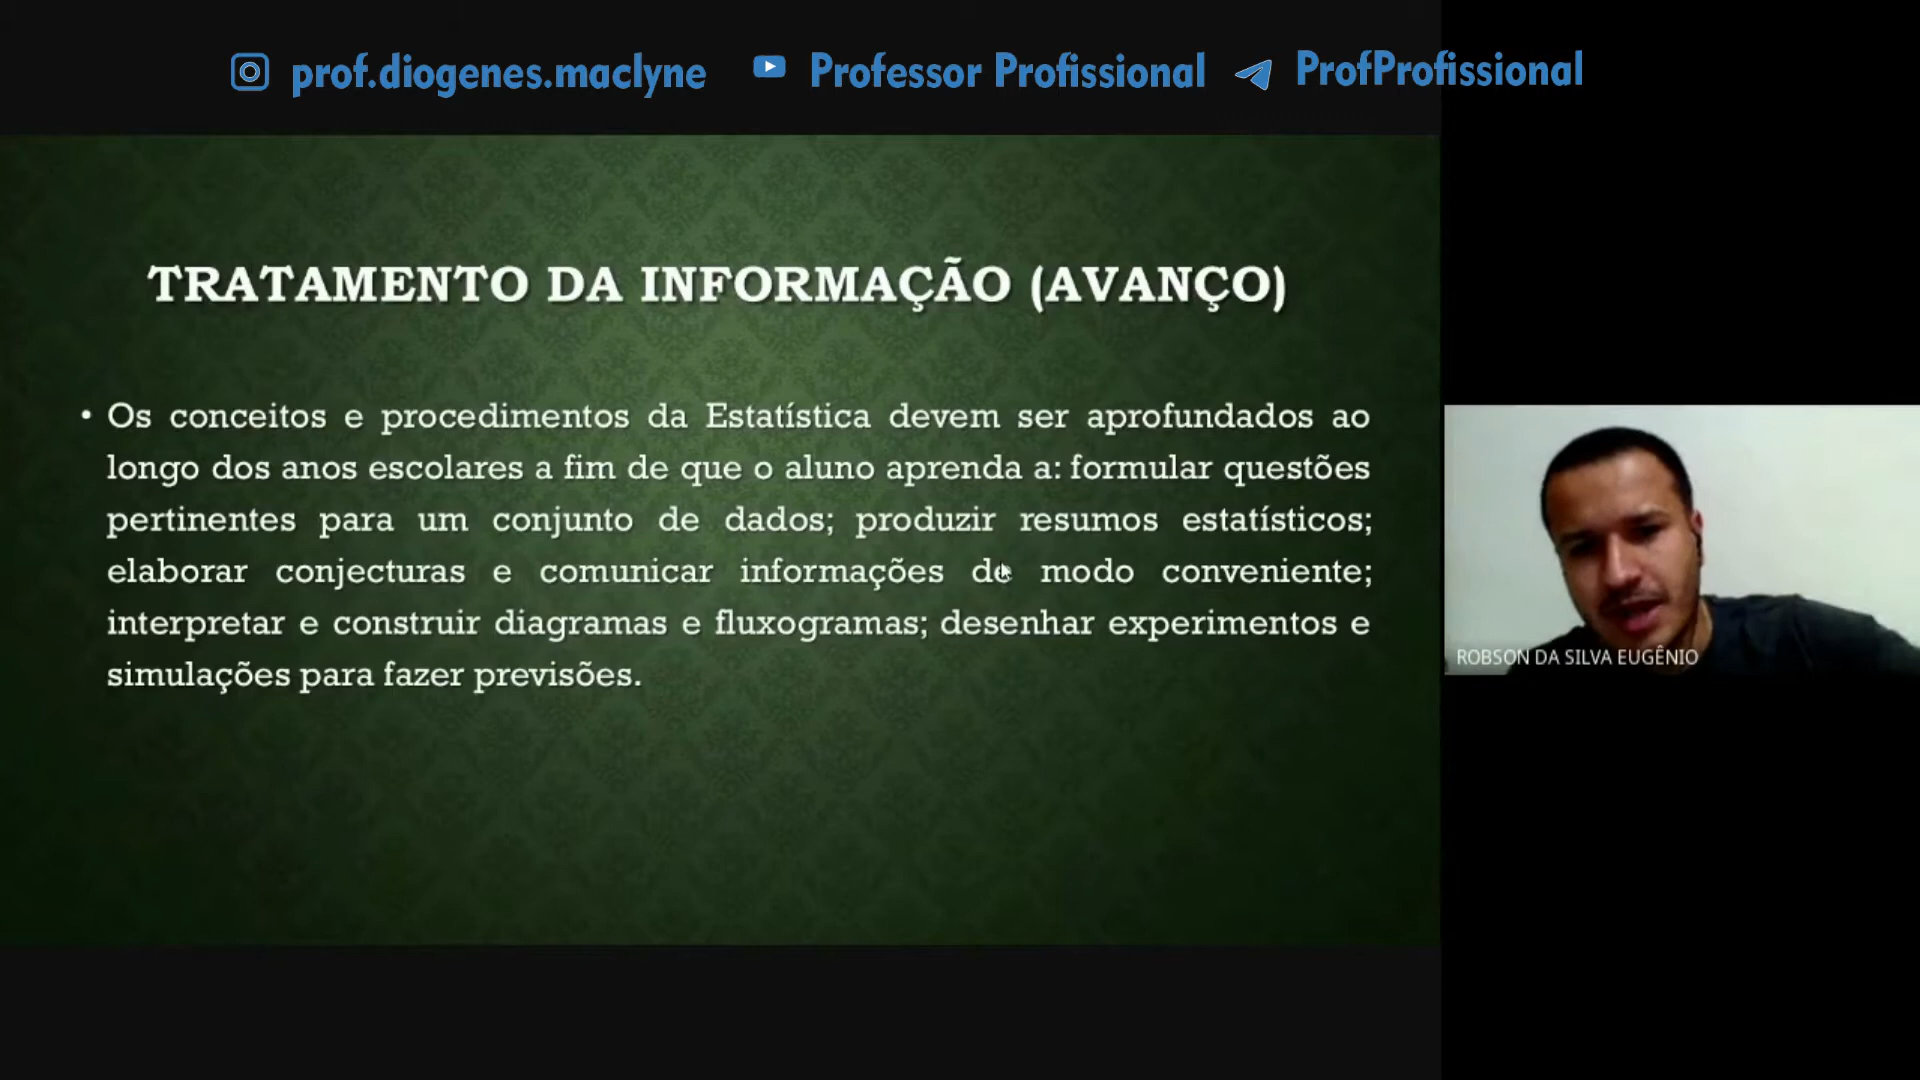 prof.diogenes.maclyne Professor Profissional ProfProfissional
TRATAMENTO DA INFORMAÇÃO (AVANÇO)
• Os conceitos e procedimentos da Estatística devem ser aprofundados ao
longo dos anos escolares a fim de que o aluno aprenda a: formular questões
pertinentes para um conjunto de dados; produzir resumos estatísticos;
elaborar conjecturas e comunicar informações de modo conveniente;
interpretar e construir diagramas e fluxogramas; desenhar experimentos e
simulações para fazer previsões.
ROBSON DA SILVA EUGÊNIO